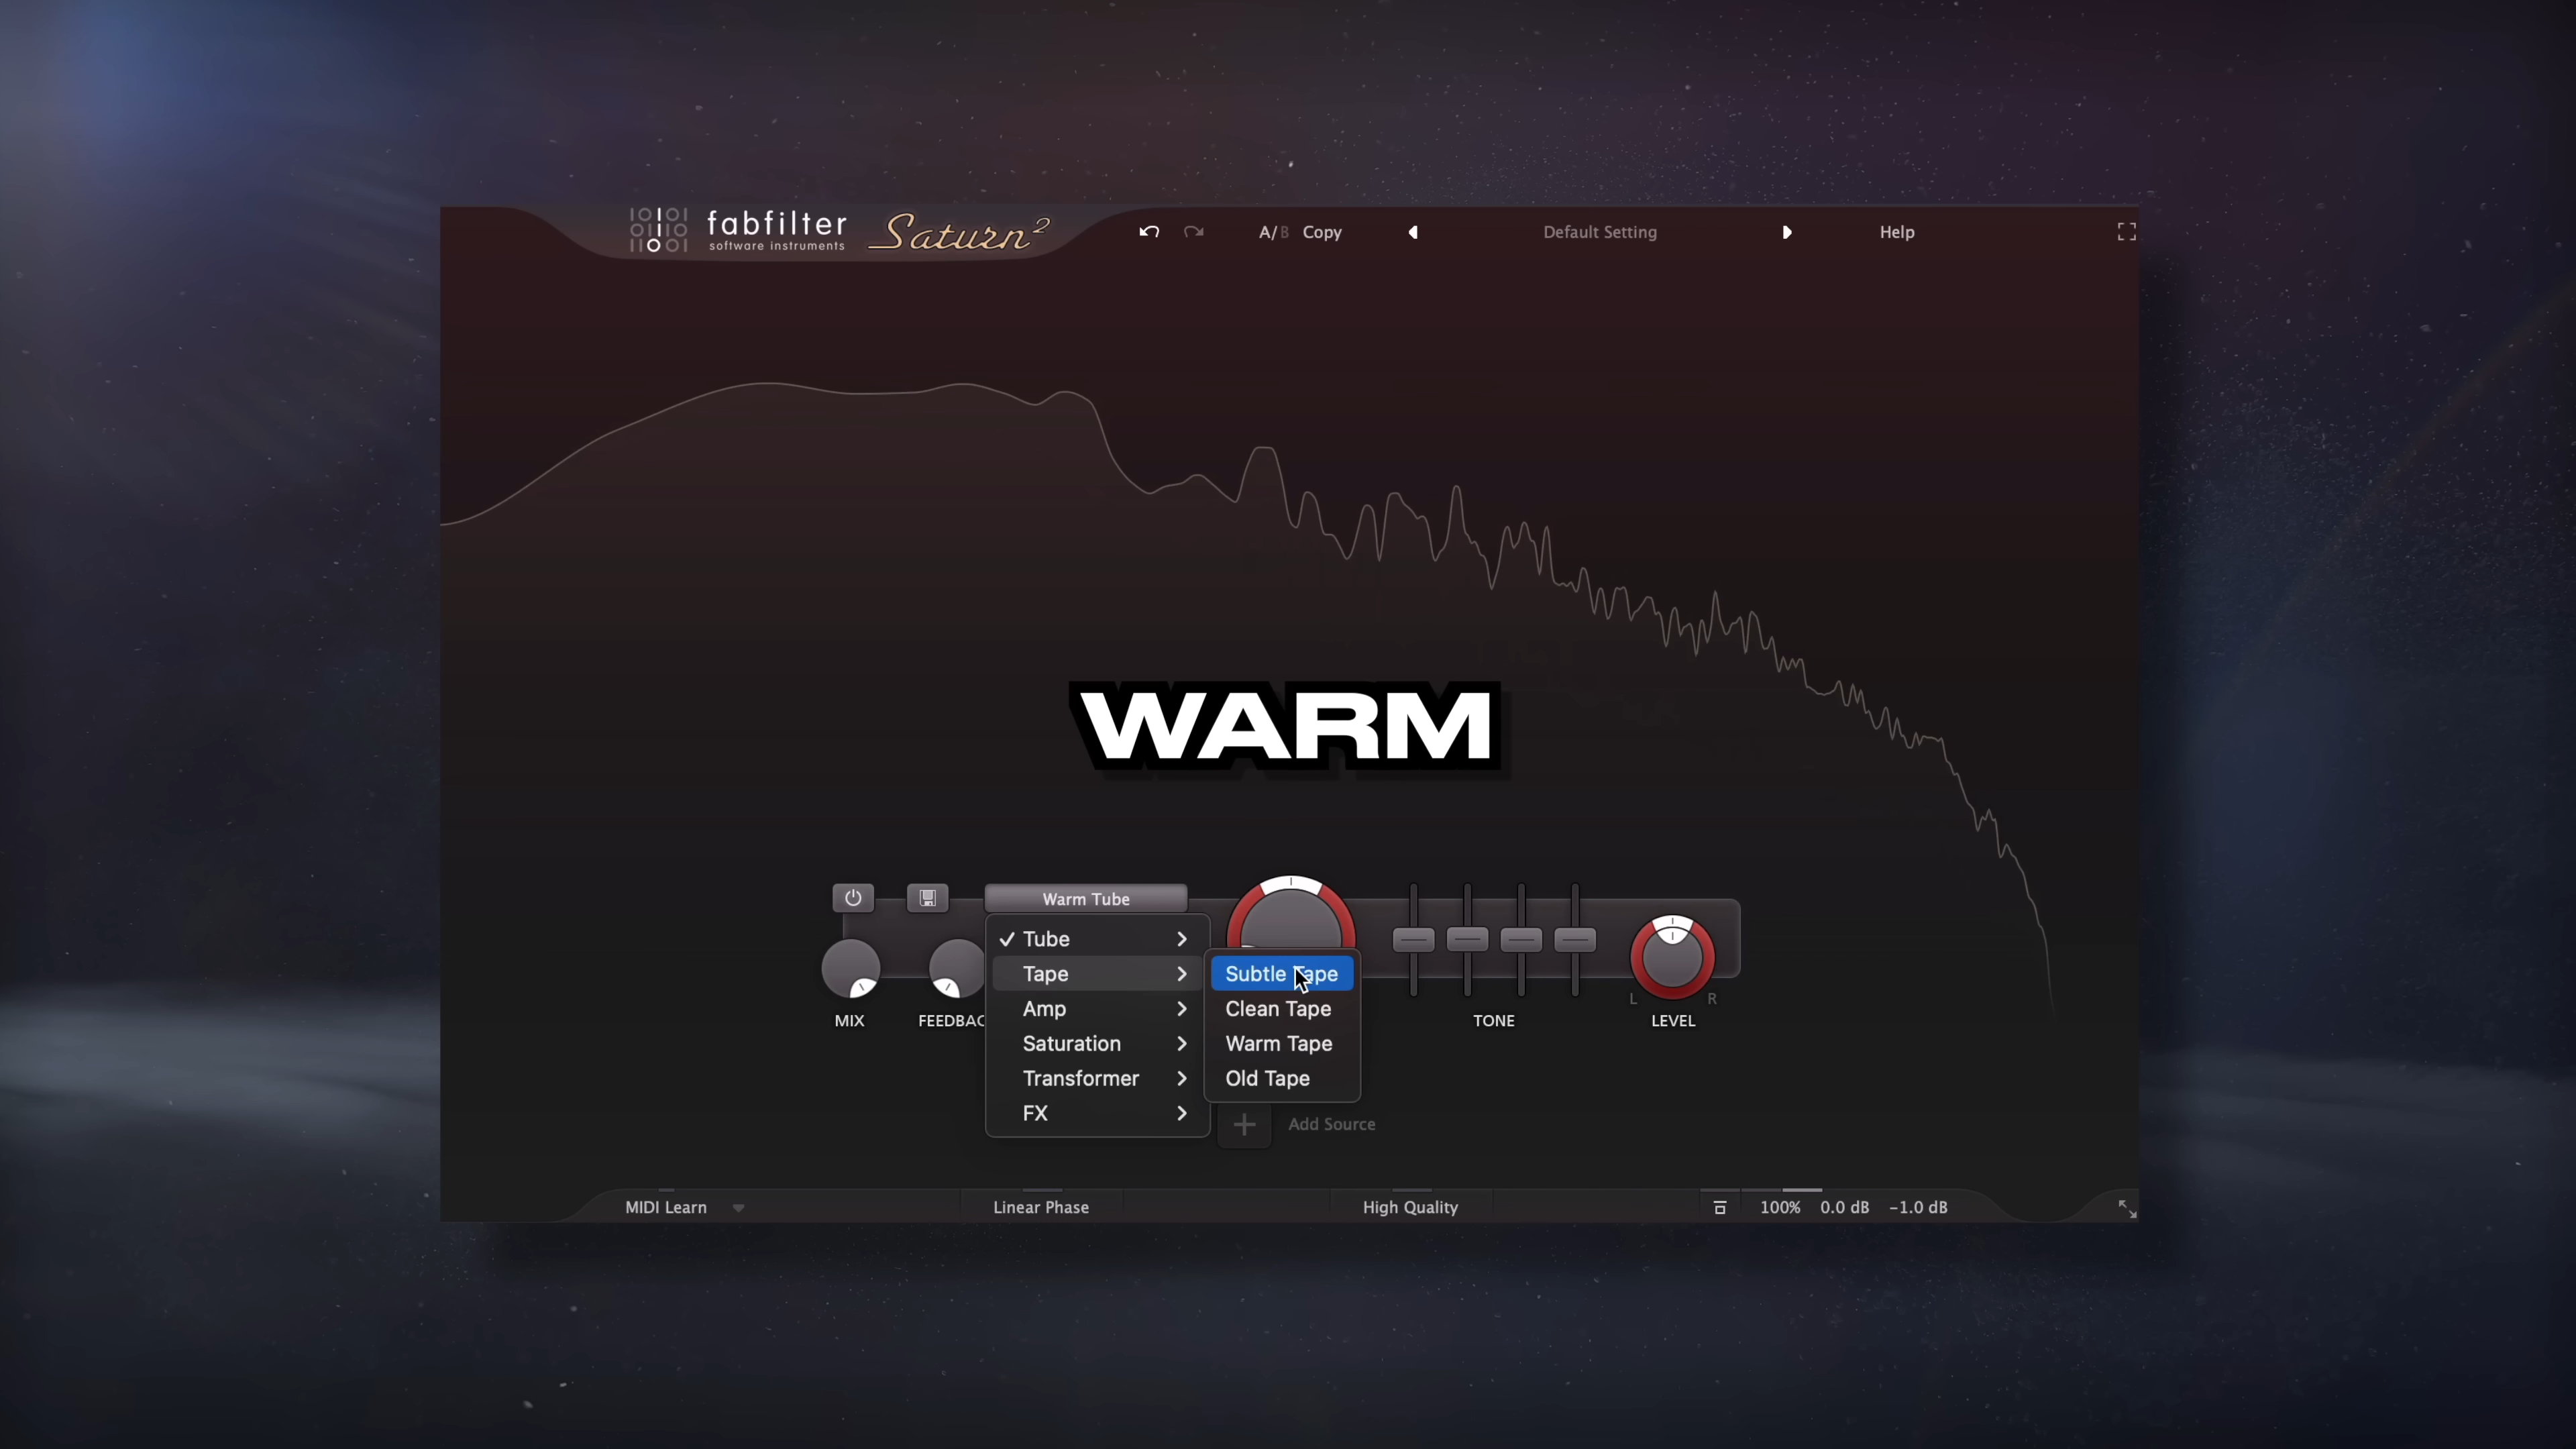 fabfilter
software instruments
Saturn 2
A/B Copy
Default Setting
Help
WARM
Warm Tube
Tube
Tape
Amp
Saturation
Transformer
FX
Subtle Tape
Clean Tape
Warm Tape
Old Tape
MIX
FEEDBAC
TONE
L R
LEVEL
Add Source
MIDI Learn
Linear Phase
High Quality
100% 0.0 dB -1.0 dB